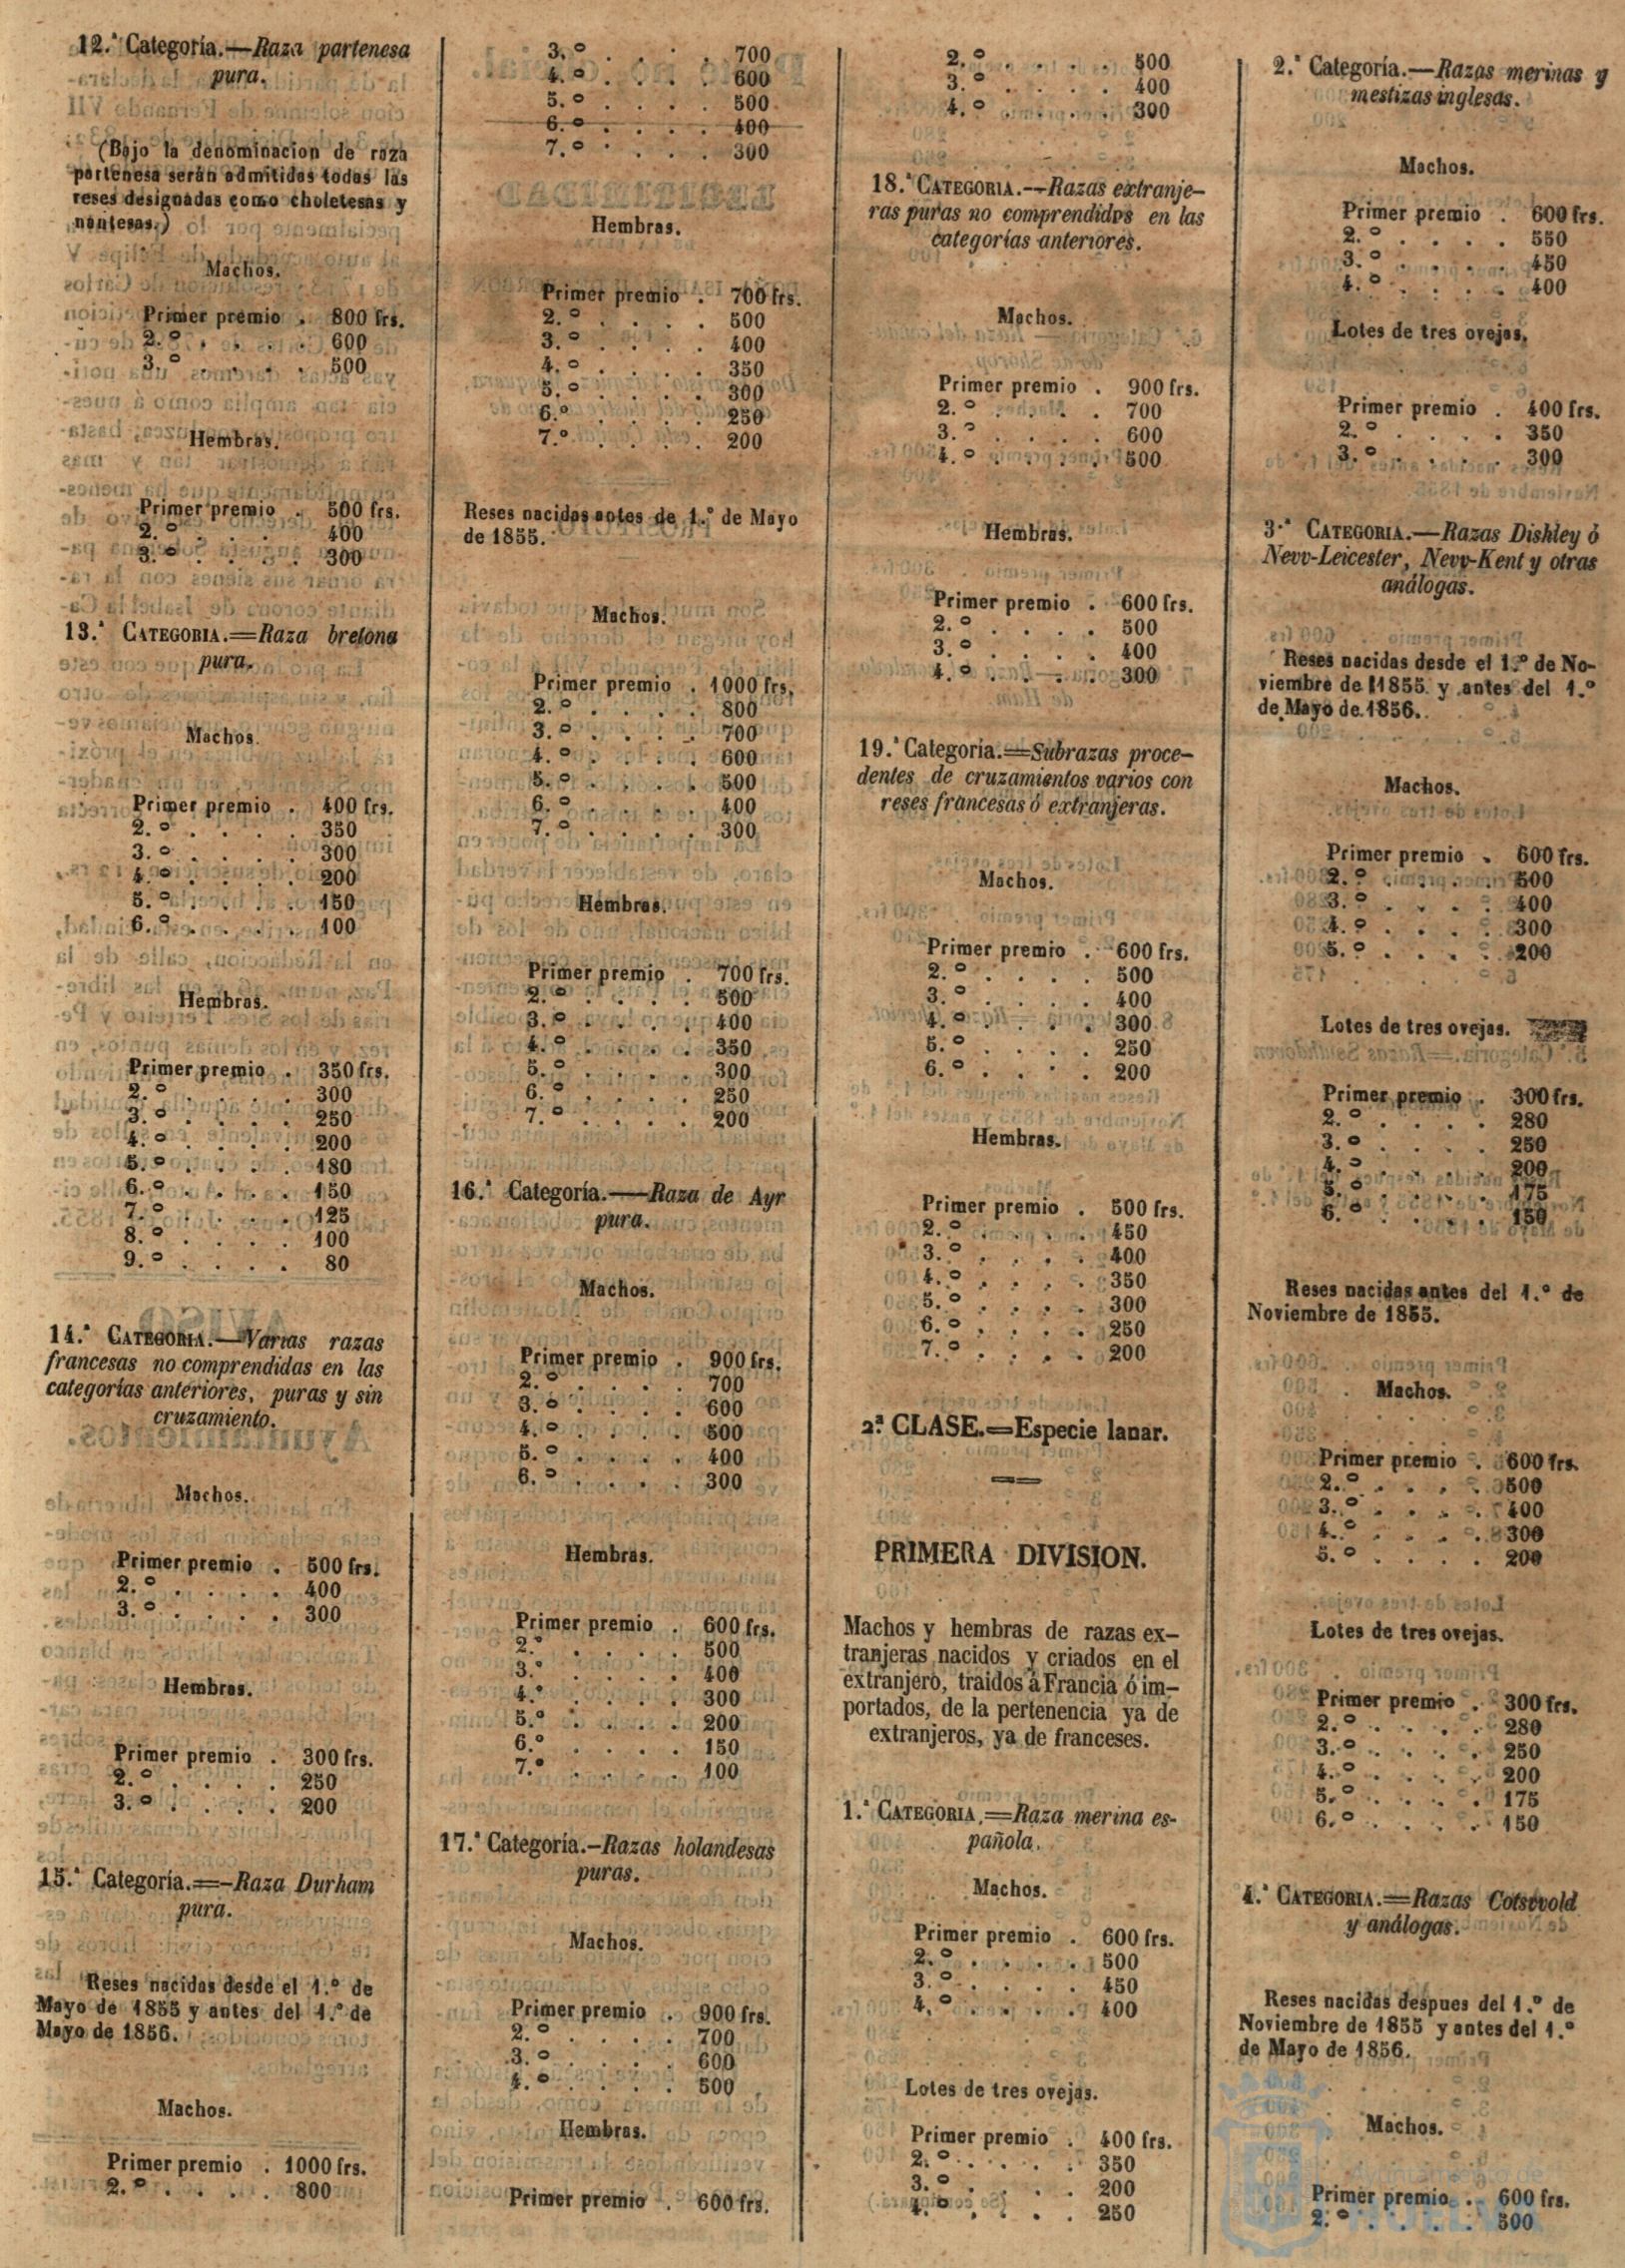 12.ª Categoría.—Raza partenesa
pura.
(Bajo la denominacion de raza
partenesa serán admitidas todas las
reses designadas como choletesas y
nantesas.)
Machos.
Primer premio . 800 frs.
2.º . . . . 600
3.º . . . . 500
Hembras.
Primer premio . 500 frs.
2.º . . . . 400
3.º . . . . 300
13.ª CATEGORIA.=Raza bretona
pura.
Machos.
Primer premio . 400 frs.
2.º . . . . 350
3.º . . . . 300
4.º . . . . 200
5.º . . . . 150
6.º . . . . 100
Hembras.
Primer premio . 350 frs.
2.º . . . . 300
3.º . . . . 250
4.º . . . . 200
5.º . . . . 180
6.º . . . . 150
7.º . . . . 125
8.º . . . . 100
9.º . . . . 80
14.ª CATEGORIA.—Varias razas
francesas no comprendidas en las
categorías anteriores, puras y sin
cruzamiento.
Machos.
Primer premio . 500 frs.
2.º . . . . 400
3.º . . . . 300
Hembras.
Primer premio . 300 frs.
2.º . . . . 250
3.º . . . . 200
15.ª Categoría.=-Raza Durham
pura.
Reses nacidas desde el 1.º de
Mayo de 1855 y antes del 1.º de
Mayo de 1856.
Machos.
Primer premio . 1000 frs.
2.º . . . . 800
3.º . . . . 700
4.º . . . . 600
5.º . . . . 500
6.º . . . . 400
7.º . . . . 300
Hembras.
Primer premio . 700 frs.
2.º . . . . 500
3.º . . . . 400
4.º . . . . 350
5.º . . . . 300
6.º . . . . 250
7.º . . . . 200
Reses nacidas antes de 1.º de Mayo
de 1855.
Machos.
Primer premio . 1000 frs.
2.º . . . . 800
3.º . . . . 700
4.º . . . . 600
5.º . . . . 500
6.º . . . . 400
7.º . . . . 300
Hembras.
Primer premio . 700 frs.
2.º . . . . 500
3.º . . . . 400
4.º . . . . 350
5.º . . . . 300
6.º . . . . 250
7.º . . . . 200
16.ª Categoría.—Raza de Ayr
pura.
Machos.
Primer premio . 900 frs.
2.º . . . . 700
3.º . . . . 600
4.º . . . . 500
5.º . . . . 400
6.º . . . . 300
Hembras.
Primer premio . 600 frs.
2.º . . . . 500
3.º . . . . 400
4.º . . . . 300
5.º . . . . 200
6.º . . . . 150
7.º . . . . 100
17.ª Categoría.-Razas holandesas
puras.
Machos.
Primer premio . 900 frs.
2.º . . . . 700
3.º . . . . 600
4.º . . . . 500
Hembras.
Primer premio . 600 frs.
2.º . . . . 500
3.º . . . . 400
4.º . . . . 300
18.ª CATEGORIA.--Razas extranje-
ras puras no comprendidos en las
categorías anteriores.
Machos.
Primer premio . 900 frs.
2.º . . . . 700
3.º . . . . 600
4.º . . . . 500
Hembras.
Primer premio . 600 frs.
2.º . . . . 500
3.º . . . . 400
4.º . . . . 300
19.ª Categoría.=Subrazas proce-
dentes de cruzamientos varios con
reses francesas ó extranjeras.
Machos.
Primer premio . 600 frs.
2.º . . . . 500
3.º . . . . 400
4.º . . . . 300
5.º . . . . 250
6.º . . . . 200
Hembras.
Primer premio . 500 frs.
2.º . . . . 450
3.º . . . . 400
4.º . . . . 350
5.º . . . . 300
6.º . . . . 250
7.º . . . . 200
2.ª CLASE.=Especie lanar.
PRIMERA DIVISION.
Machos y hembras de razas ex-
tranjeras nacidos y criados en el
extranjero, traidos á Francia ó im-
portados, de la pertenencia ya de
extranjeros, ya de franceses.
1.ª CATEGORIA.=Raza merina es-
pañola.
Machos.
Primer premio . 600 frs.
2.º . . . . 500
3.º . . . . 450
4.º . . . . 400
Lotes de tres ovejas.
Primer premio . 400 frs.
2.º . . . . 350
3.º . . . . 200
4.º . . . . 250
2.ª Categoría.—Razas merinas y
mestizas inglesas.
Machos.
Primer premio . 600 frs.
2.º . . . . 550
3.º . . . . 450
4.º . . . . 400
Lotes de tres ovejas.
Primer premio . 400 frs.
2.º . . . . 350
3.º . . . . 300
3.ª CATEGORIA.—Razas Dishley ó
Nevv-Leicester, Nevv-Kent y otras
análogas.
Reses nacidas desde el 1.º de No-
viembre de 1855 y antes del 1.º
de Mayo de 1856.
Machos.
Primer premio . 600 frs.
2.º . . . . 500
3.º . . . . 400
4.º . . . . 300
5.º . . . . 200
Lotes de tres ovejas.
Primer premio . 300 frs.
2.º . . . . 280
3.º . . . . 250
4.º . . . . 200
5.º . . . . 175
6.º . . . . 150
Reses nacidas antes del 1.º de
Noviembre de 1855.
Machos.
Primer premio . 600 frs.
2.º . . . . 500
3.º . . . . 400
4.º . . . . 300
5.º . . . . 200
Lotes de tres ovejas.
Primer premio . 300 frs.
2.º . . . . 280
3.º . . . . 250
4.º . . . . 200
5.º . . . . 175
6.º . . . . 150
4.ª CATEGORIA.=Razas Cotsvvold
y análogas.
Reses nacidas despues del 1.º de
Noviembre de 1855 y antes del 1.º
de Mayo de 1856.
Machos.
Primer premio . 600 frs.
2.º . . . . 500